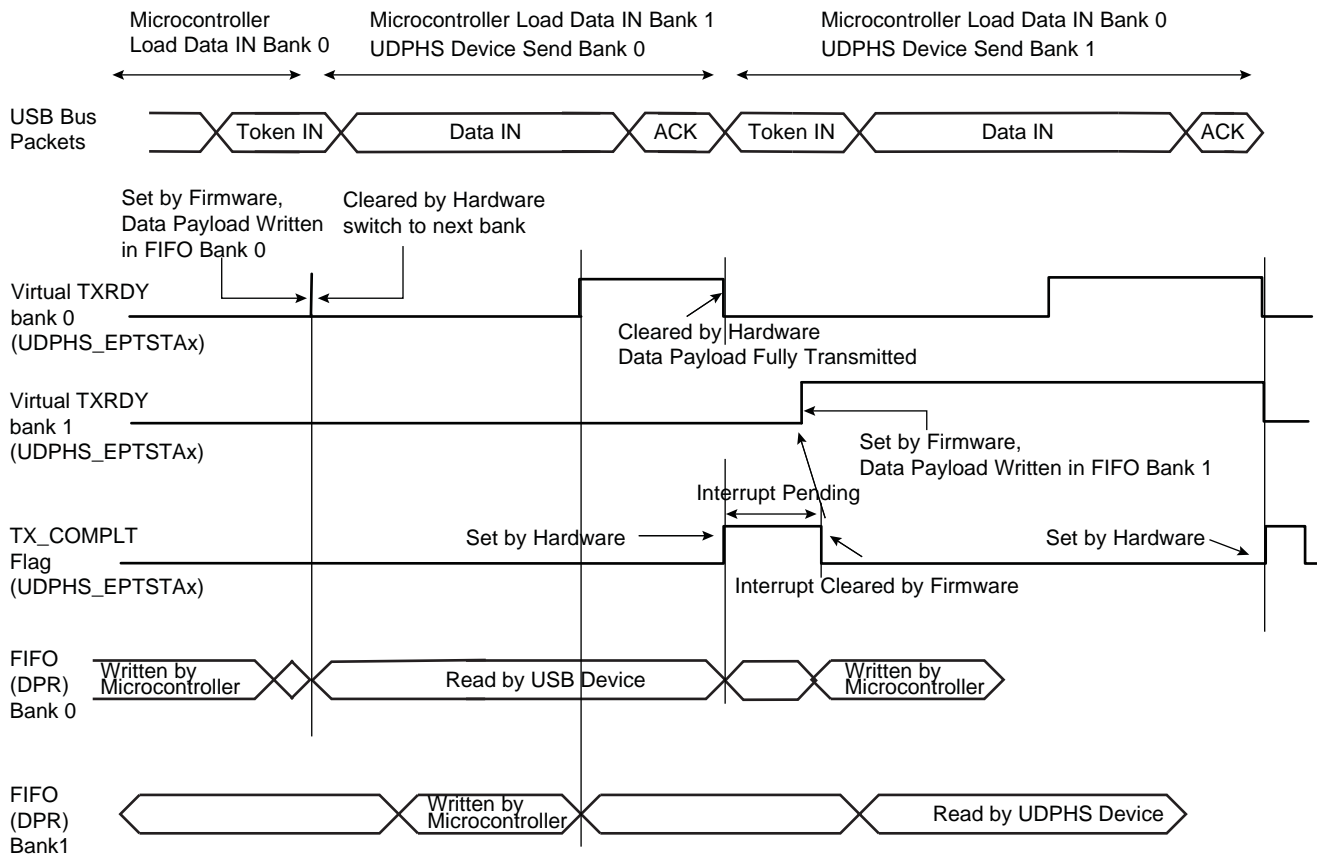 Microcontroller
Load Data IN Bank 0
Microcontroller Load Data IN Bank 1
UDPHS Device Send Bank 0
Microcontroller Load Data IN Bank 0
UDPHS Device Send Bank 1
USB Bus
Packets
Token IN
Data IN
ACK
Token IN
Data IN
ACK
Set by Firmware,
Data Payload Written
in FIFO Bank 0
Cleared by Hardware
switch to next bank
Virtual TXRDY
bank 0
(UDPHS_EPTSTAx)
Cleared by Hardware
Data Payload Fully Transmitted
Virtual TXRDY
bank 1
(UDPHS_EPTSTAx)
Set by Firmware,
Data Payload Written in FIFO Bank 1
Interrupt Pending
TX_COMPLT
Flag
(UDPHS_EPTSTAx)
Set by Hardware
Set by Hardware
Interrupt Cleared by Firmware
FIFO
(DPR)
Bank 0
Written by
Microcontroller
Read by USB Device
Written by
Microcontroller
FIFO
(DPR)
Bank1
Written by
Microcontroller
Read by UDPHS Device